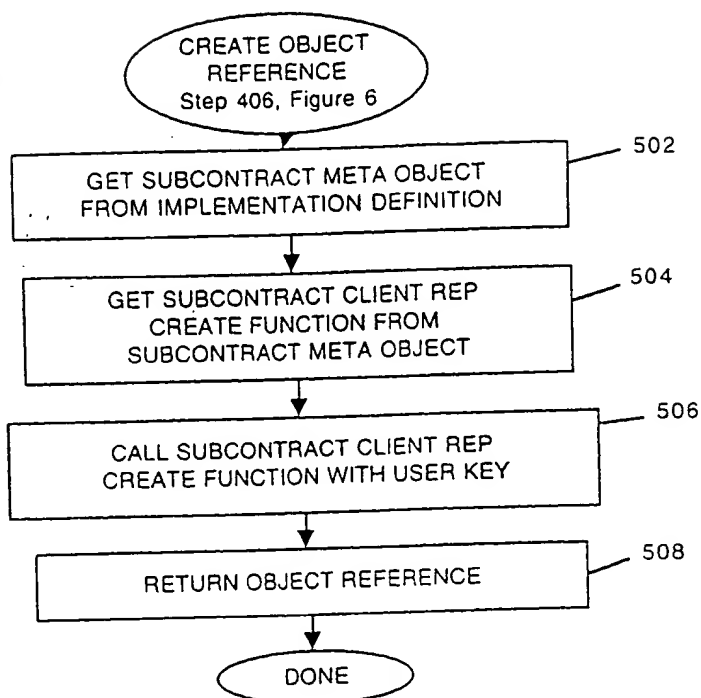 CREATE OBJECT
REFERENCE
Step 406, Figure 6
502
GET SUBCONTRACT META OBJECT
FROM IMPLEMENTATION DEFINITION
504
GET SUBCONTRACT CLIENT REP
CREATE FUNCTION FROM
SUBCONTRACT META OBJECT
506
CALL SUBCONTRACT CLIENT REP
CREATE FUNCTION WITH USER KEY
508
RETURN OBJECT REFERENCE
DONE